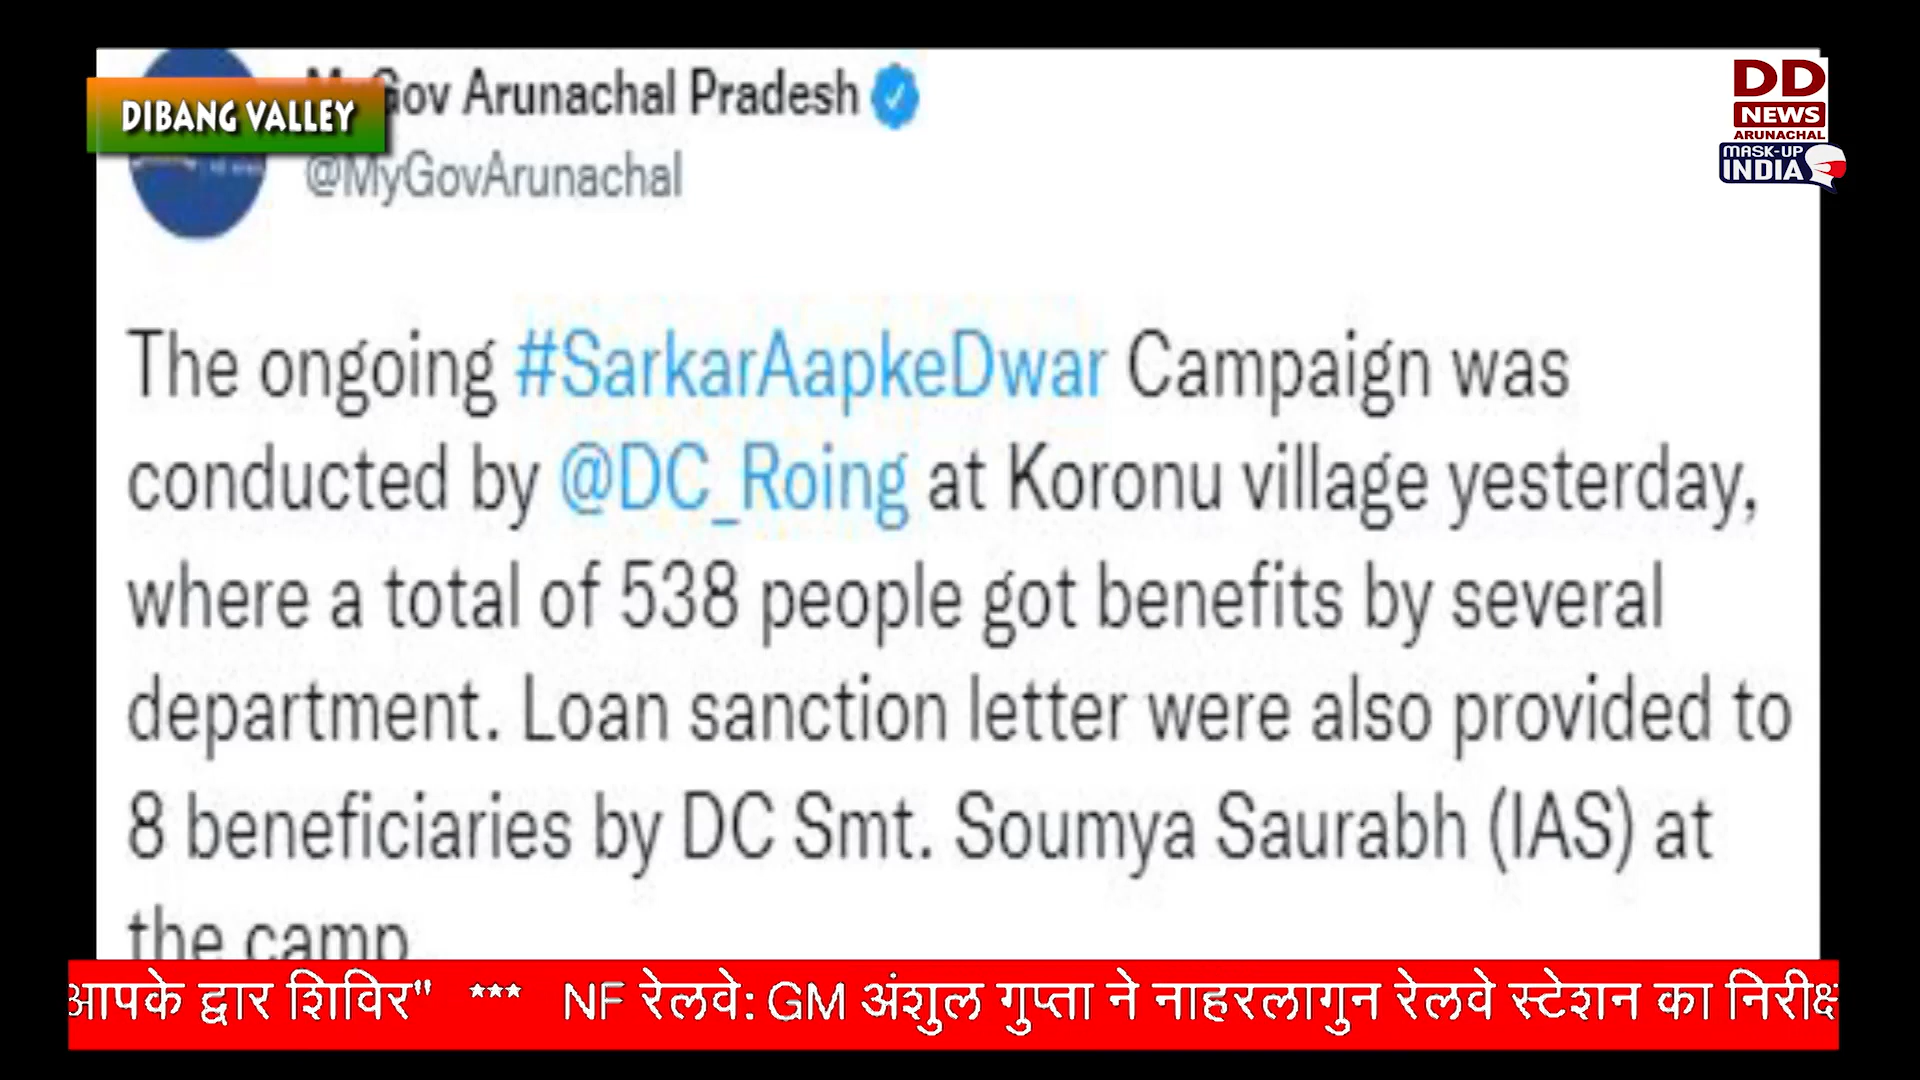 DIBANG VALLEY
MyGov Arunachal Pradesh
@MyGovArunachal
DD
NEWS
ARUNACHAL
MASK-UP
INDIA
The ongoing #SarkarAapkeDwar Campaign was
conducted by @DC_Roing at Koronu village yesterday,
where a total of 538 people got benefits by several
department. Loan sanction letter were also provided to
8 beneficiaries by DC Smt. Soumya Saurabh (IAS) at
the camp
आपके द्वार शिविर" *** NF रेलवे: GM अंशुल गुप्ता ने नाहरलागुन रेलवे स्टेशन का निरीक्ष